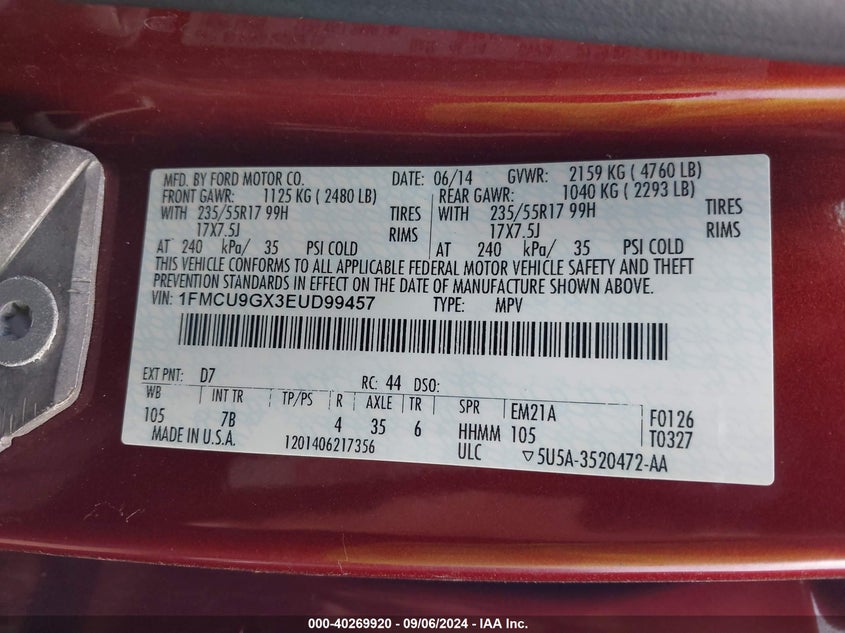 MFD. BY FORD MOTOR CO. DATE: 06/14 GVWR: 2159 KG ( 4760 LB)
FRONT GAWR: 1125 KG ( 2480 LB) REAR GAWR: 1040 KG ( 2293 LB)
WITH 235/55R17 99H TIRES WITH 235/55R17 99H TIRES
17X7.5J RIMS 17X7.5J RIMS
AT 240 kPa/ 35 PSI COLD AT 240 kPa/ 35 PSI COLD
THIS VEHICLE CONFORMS TO ALL APPLICABLE FEDERAL MOTOR VEHICLE SAFETY AND THEFT
PREVENTION STANDARDS IN EFFECT ON THE DATE OF MANUFACTURE SHOWN ABOVE.
VIN: 1FMCU9GX3EUD99457 TYPE: MPV
EXT PNT: D7 RC: 44 DSO:
WB INT TR TP/PS R AXLE TR SPR EM21A F0126
105 7B 4 35 6 HHMM 105 T0327
MADE IN U.S.A. 1201406217356 ULC ▽5U5A-3520472-AA
000-40269920 - 09/06/2024 - IAA Inc.